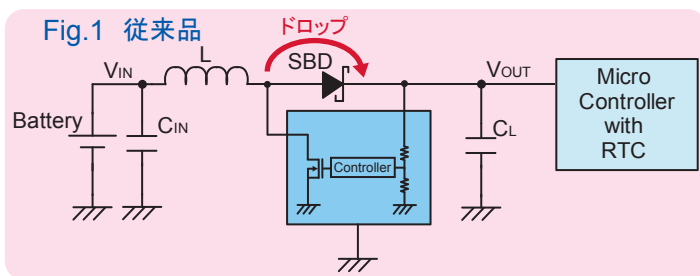 Fig.1 従来品
ドロップ
L
SBD
VIN
VOUT
Battery
CIN
Controller
CL
Micro
Controller
with
RTC